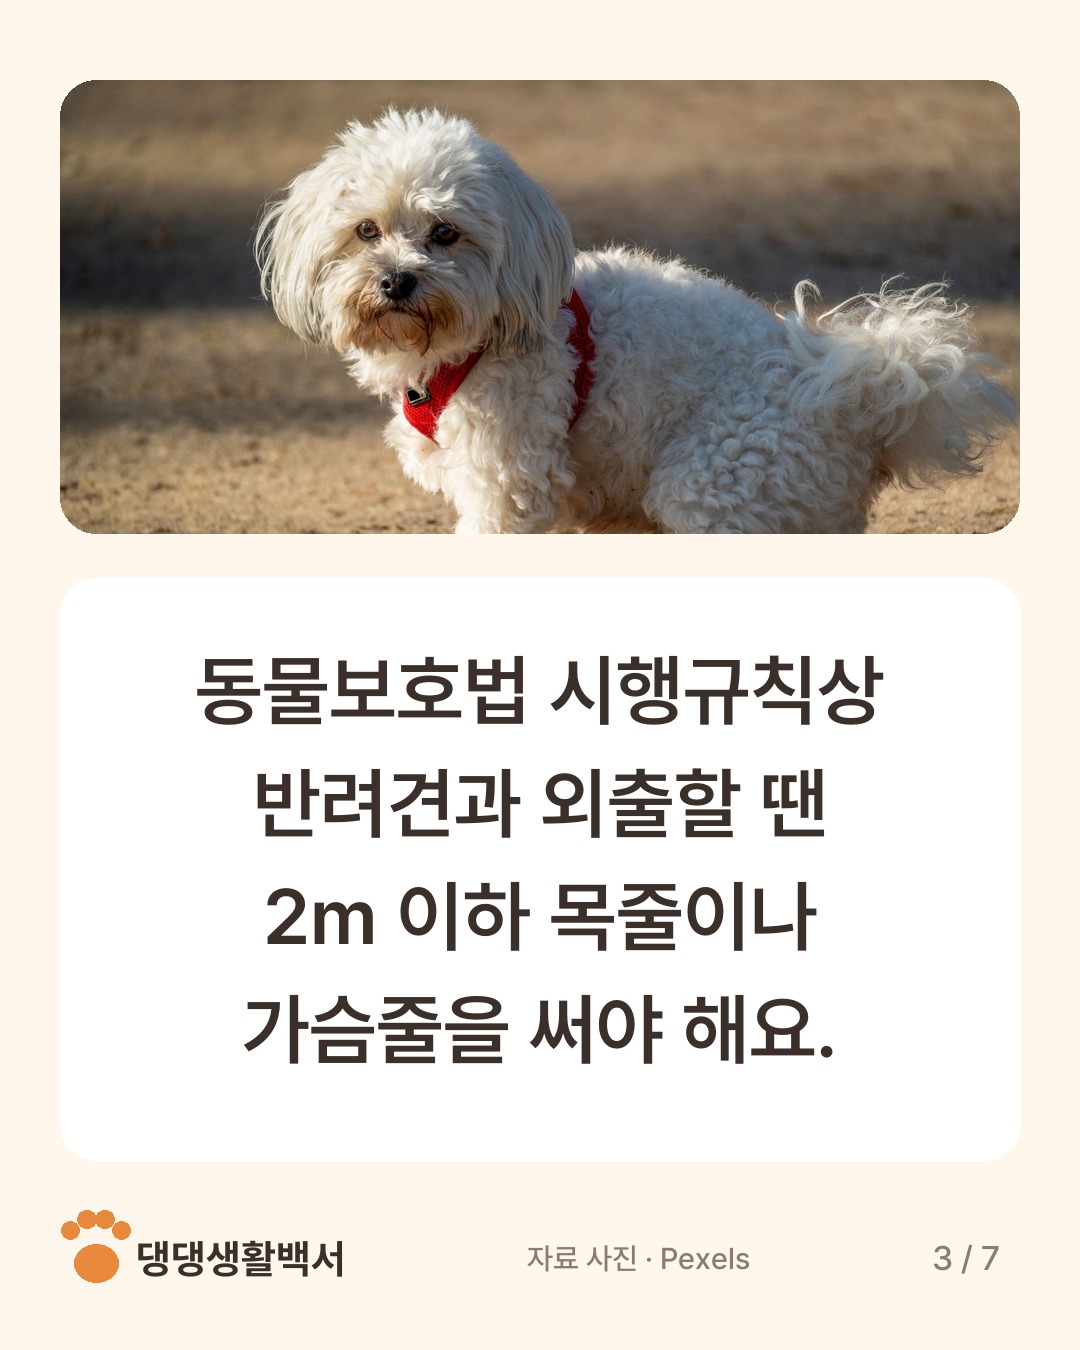 동물보호법 시행규칙상
반려견과 외출할 땐
2m 이하 목줄이나
가슴줄을 써야 해요.
댕댕생활백서
자료 사진 · Pexels
3 / 7